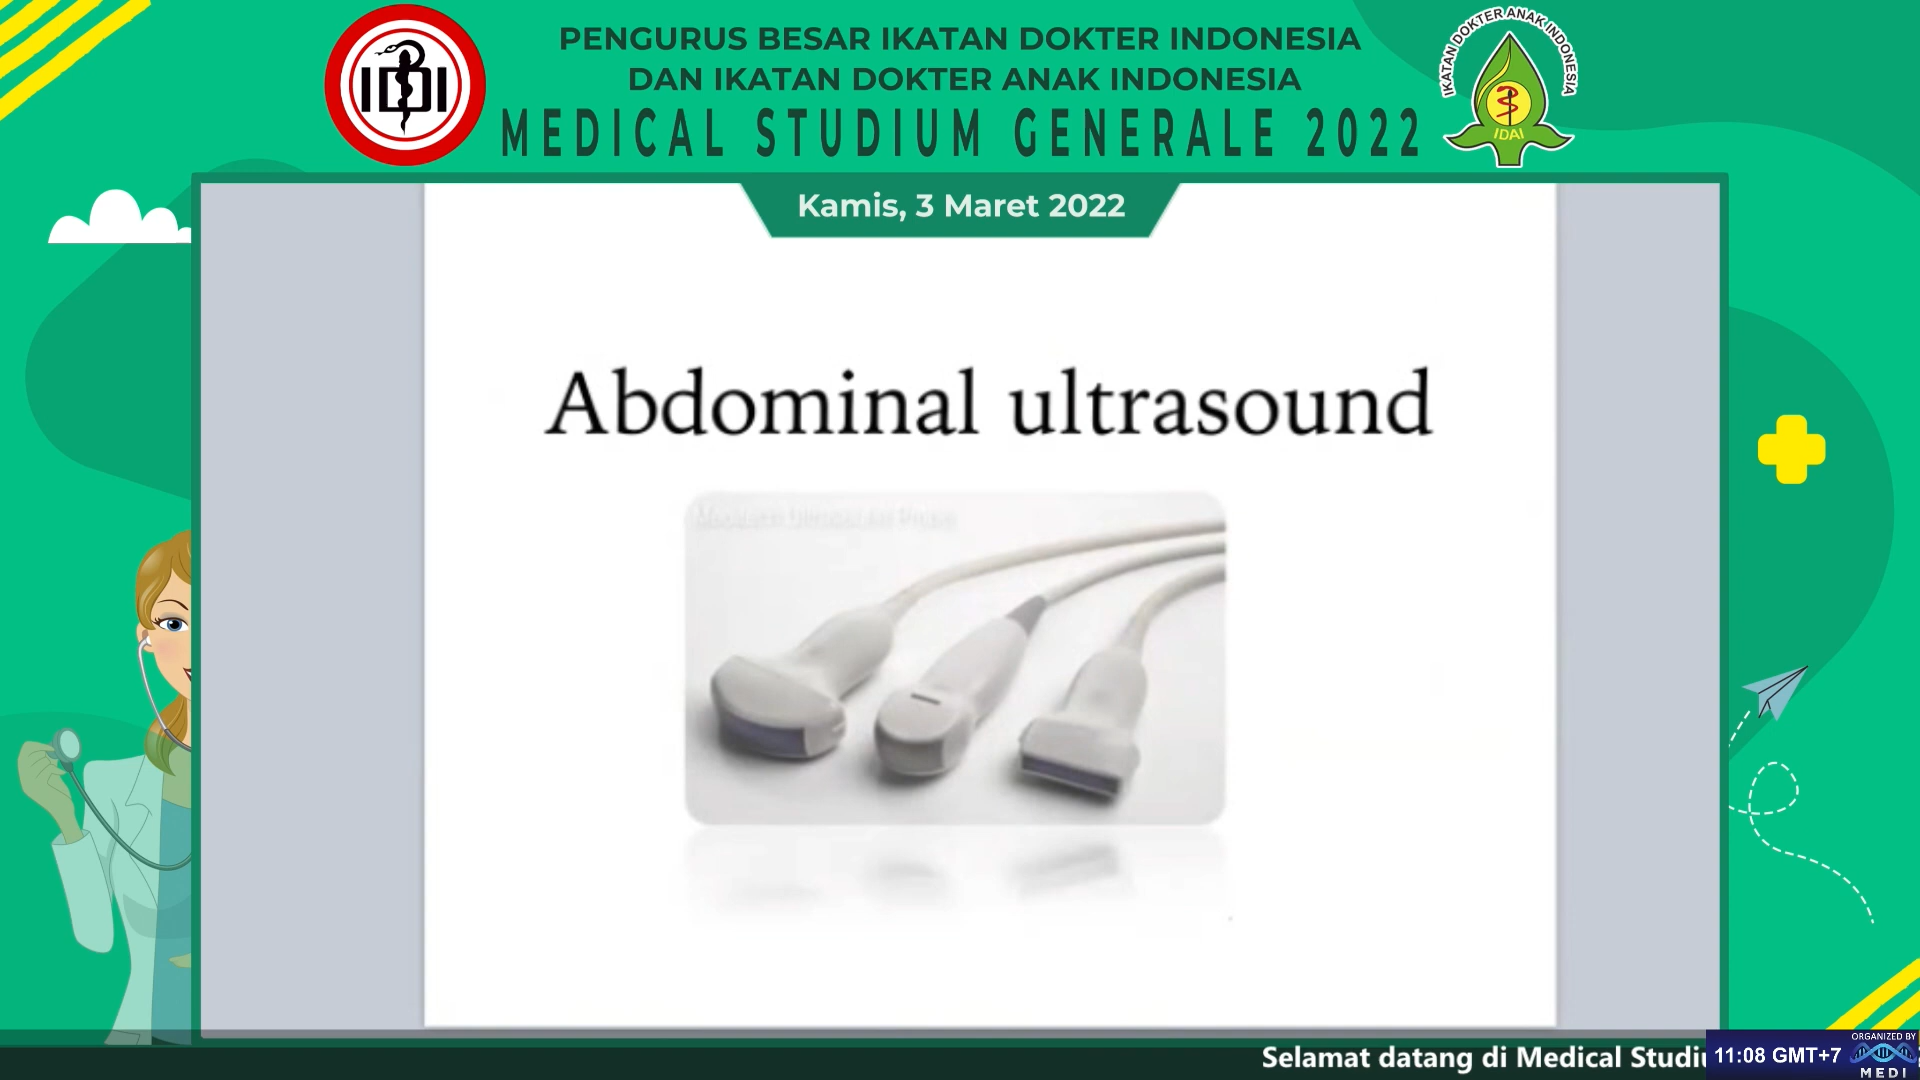 PENGURUS BESAR IKATAN DOKTER INDONESIA
DAN IKATAN DOKTER ANAK INDONESIA
MEDICAL STUDIUM GENERALE 2022
IDI
IKATAN DOKTER ANAK INDONESIA
IDAI
Kamis, 3 Maret 2022
Abdominal ultrasound
Selamat datang di Medical Studiu
11:08 GMT+7
ORGANIZED BY
MEDI